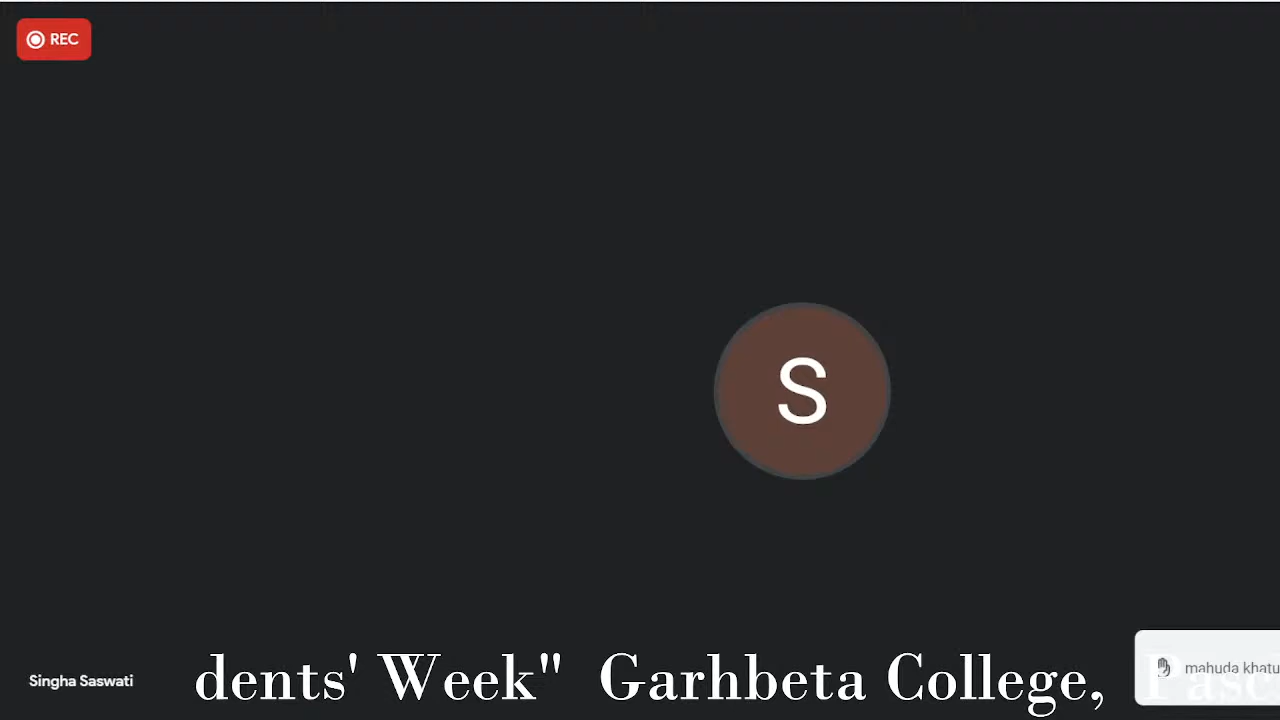 REC
S
Singha Saswati
dents' Week" Garhbeta College,
mahuda khatu